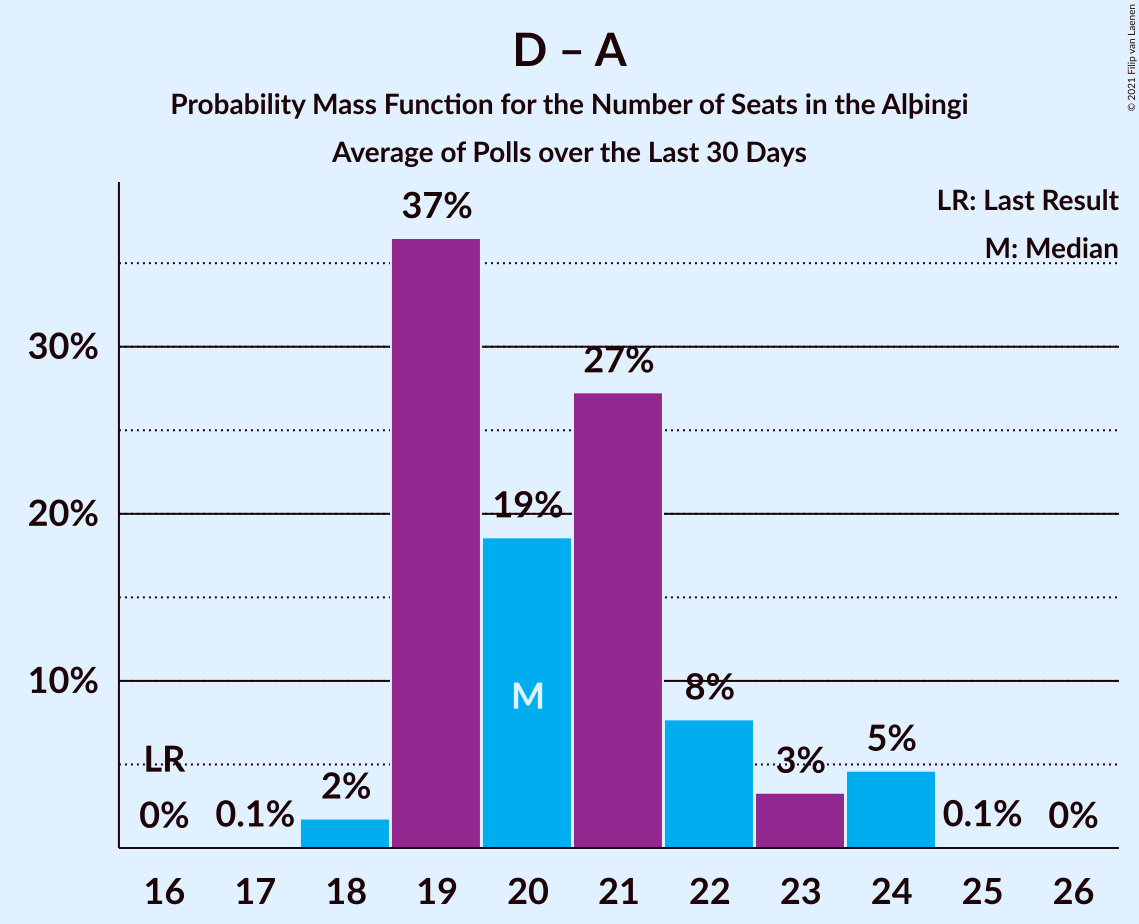 D – A
Probability Mass Function for the Number of Seats in the Alþingi
Average of Polls over the Last 30 Days
© 2021 Filip van Laenen
LR: Last Result
M: Median
37%
30%
27%
20%
19%
10%
M
8%
LR
5%
3%
2%
0%
0.1%
0.1%
0%
16 17 18 19 20 21 22 23 24 25 26